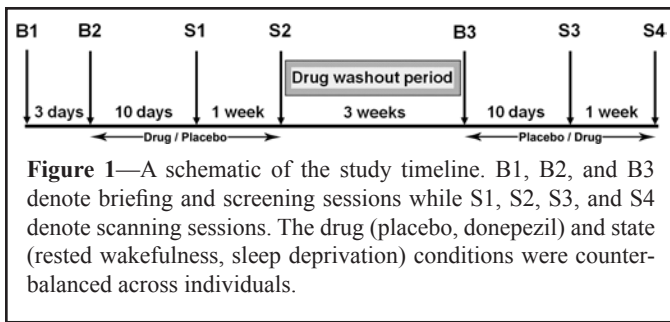 B1 B2 S1 S2 B3 S3 S4
Drug washout period
3 days 10 days 1 week 3 weeks 10 days 1 week
Drug / Placebo Placebo / Drug
Figure 1—A schematic of the study timeline. B1, B2, and B3
denote briefing and screening sessions while S1, S2, S3, and S4
denote scanning sessions. The drug (placebo, donepezil) and state
(rested wakefulness, sleep deprivation) conditions were counter-
balanced across individuals.